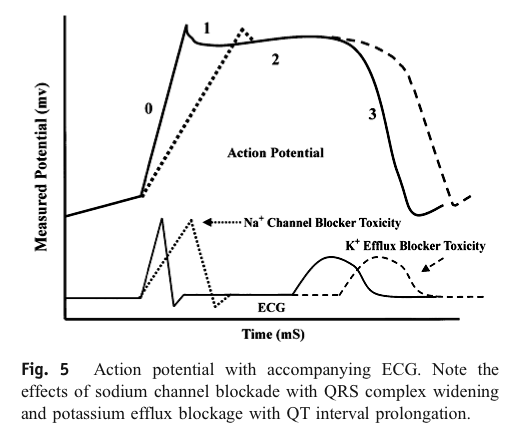 1
0
2
3
Measured Potential (mv)
Action Potential
Na+ Channel Blocker Toxicity
K+ Efflux Blocker Toxicity
ECG
Time (mS)
Fig. 5 Action potential with accompanying ECG. Note the
effects of sodium channel blockade with QRS complex widening
and potassium efflux blockage with QT interval prolongation.